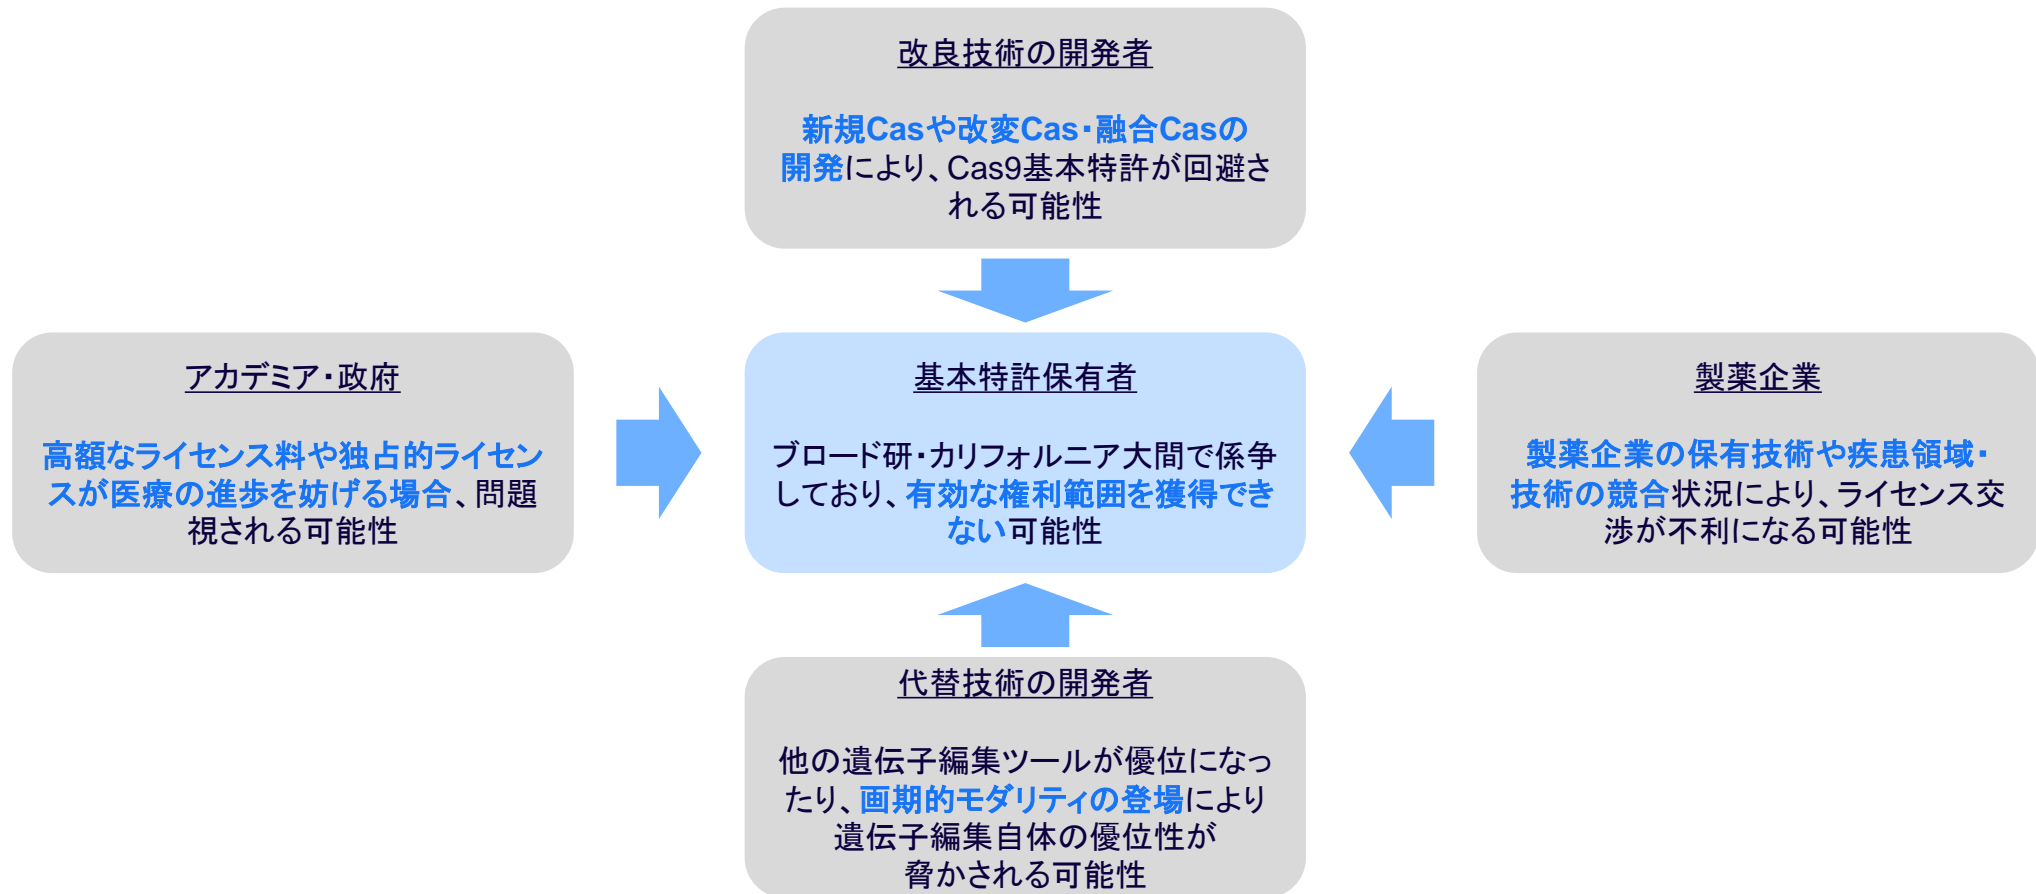 改良技術の開発者
新規Casや改変Cas・融合Casの
開発により、Cas9基本特許が回避さ
れる可能性
アカデミア・政府
高額なライセンス料や独占的ライセン
スが医療の進歩を妨げる場合、問題
視される可能性
基本特許保有者
ブロード研・カリフォルニア大間で係争
しており、有効な権利範囲を獲得でき
ない可能性
製薬企業
製薬企業の保有技術や疾患領域・
技術の競合状況により、ライセンス交
渉が不利になる可能性
代替技術の開発者
他の遺伝子編集ツールが優位になっ
たり、画期的モダリティの登場により
遺伝子編集自体の優位性が
脅かされる可能性